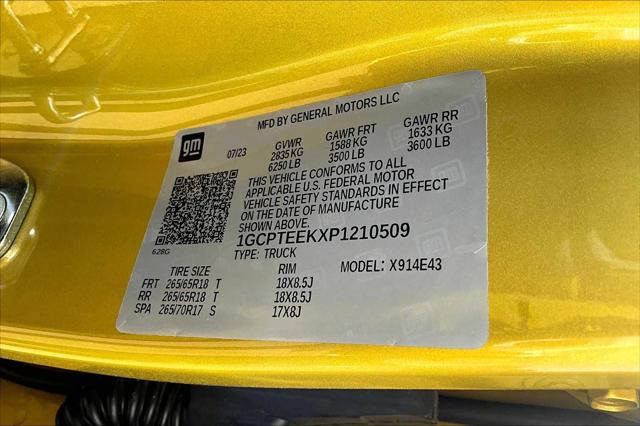 MFD BY GENERAL MOTORS LLC
gm
07/23
GVWR GAWR FRT GAWR RR
2835 KG 1588 KG 1633 KG
6250 LB 3500 LB 3600 LB
THIS VEHICLE CONFORMS TO ALL
APPLICABLE U.S. FEDERAL MOTOR
VEHICLE SAFETY STANDARDS IN EFFECT
ON THE DATE OF MANUFACTURE
SHOWN ABOVE.
1GCPTEEKXP1210509
628G
TYPE: TRUCK
TIRE SIZE RIM MODEL: X914E43
FRT 265/65R18 T 18X8.5J
RR 265/65R18 T 18X8.5J
SPA 265/70R17 S 17X8J